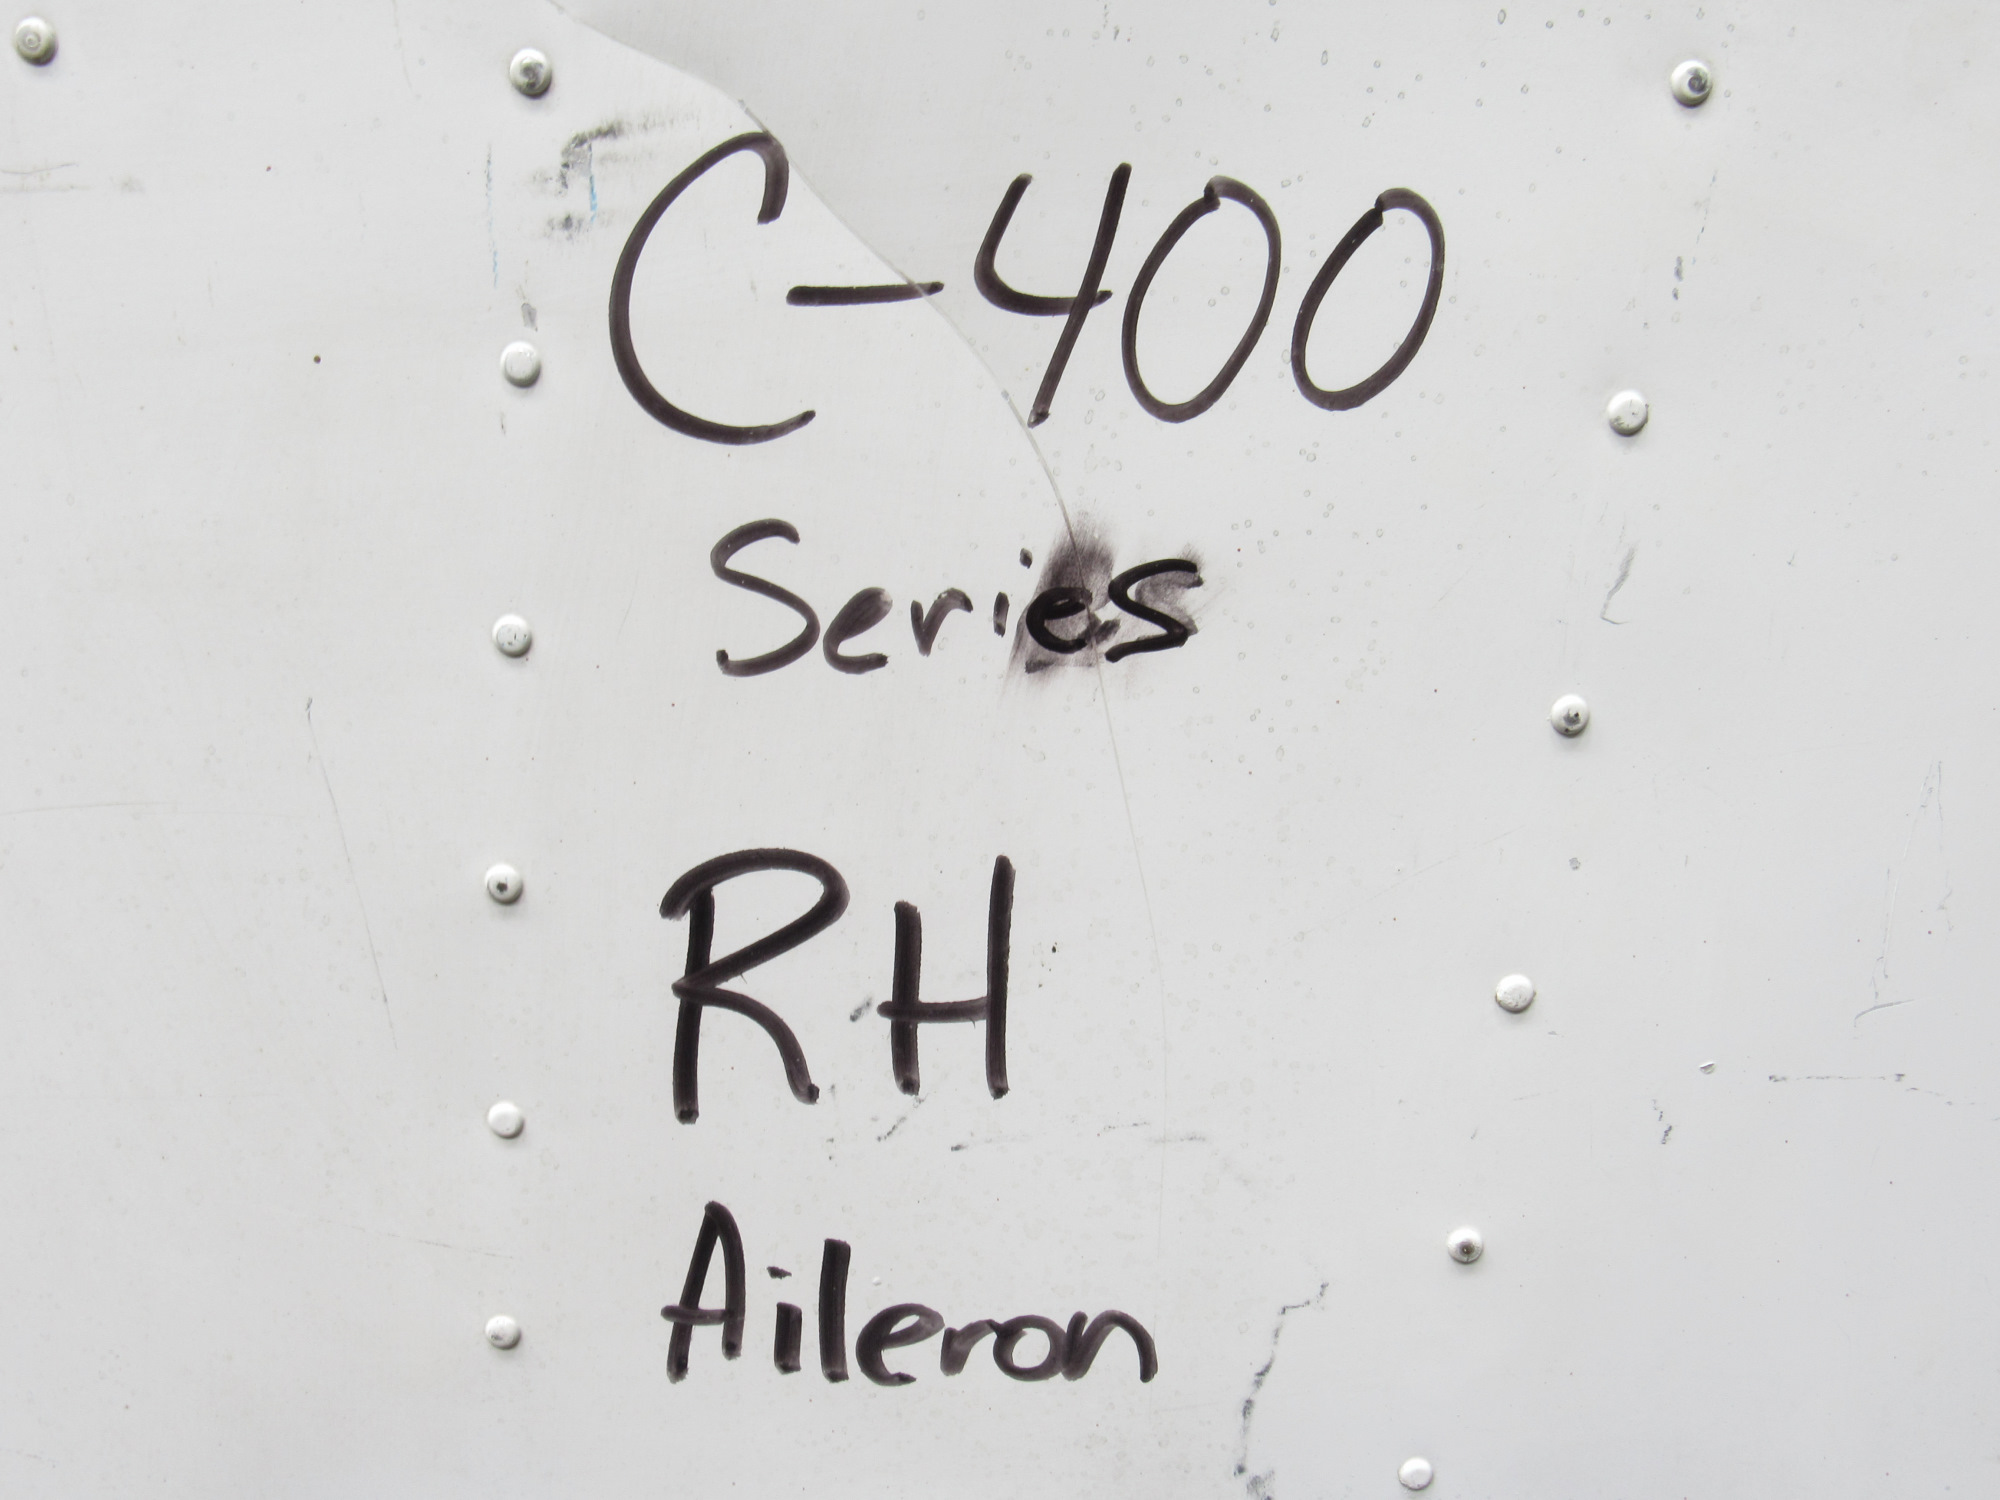 C-400
Series
RH
Aileron